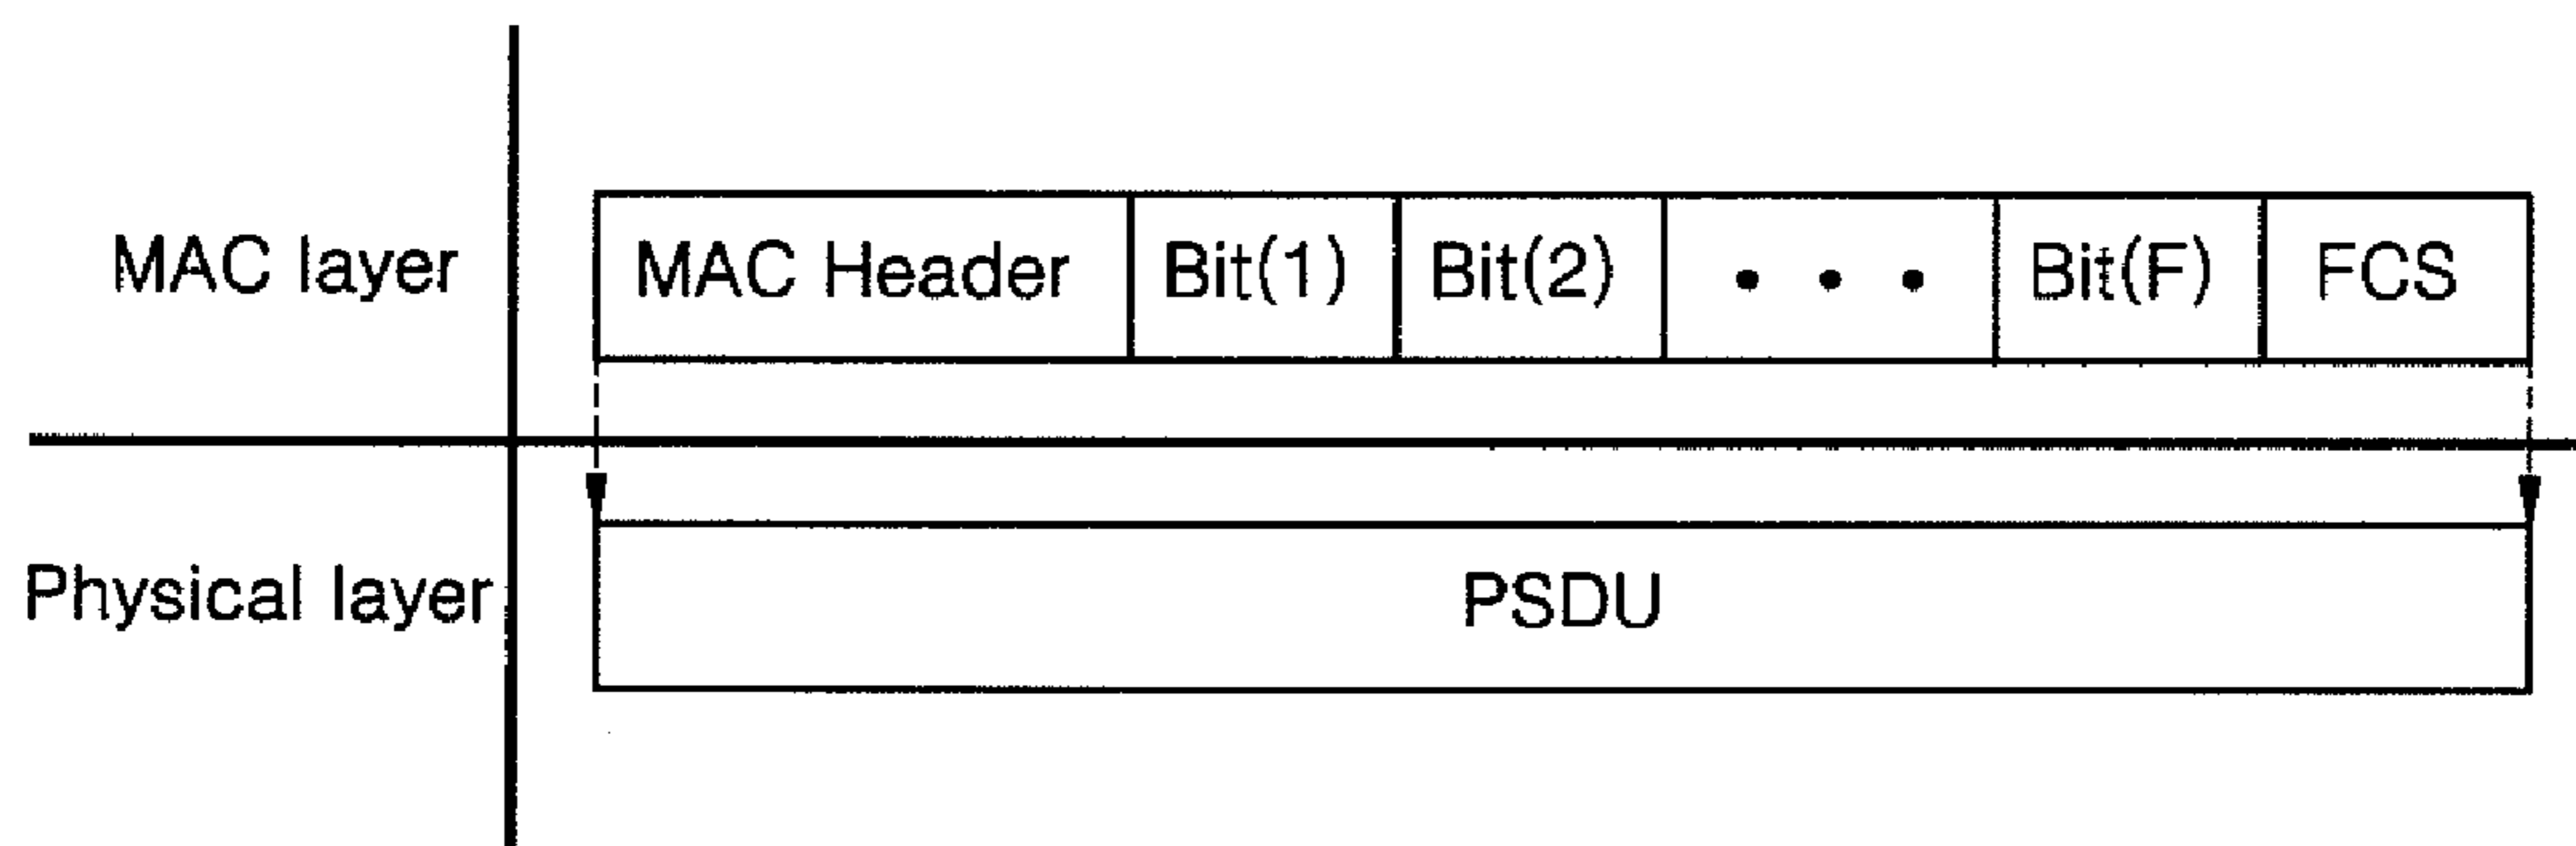 MAC layer MAC Header Bit(1) Bit(2) • • • Bit(F) FCS
Physical layer PSDU